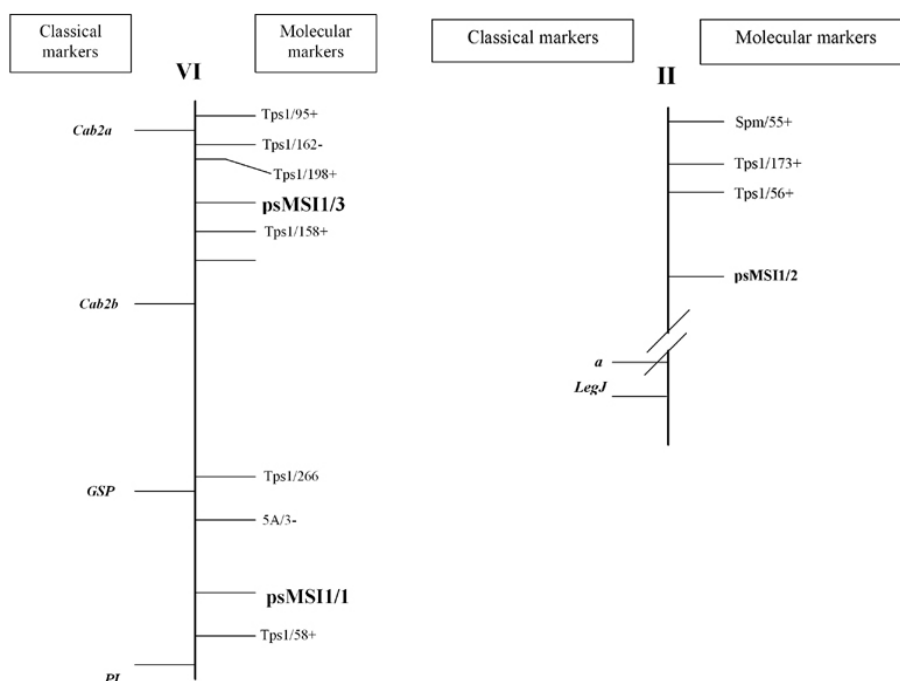 Classical
markers
Molecular
markers
Classical markers
Molecular markers
VI
Cab2a
Tps1/95+
Tps1/162-
Tps1/198+
psMSI1/3
Tps1/158+
Cab2b
Tps1/266
GSP
5A/3-
psMSI1/1
Tps1/58+
II
Spm/55+
Tps1/173+
Tps1/56+
psMSI1/2
a
LegJ